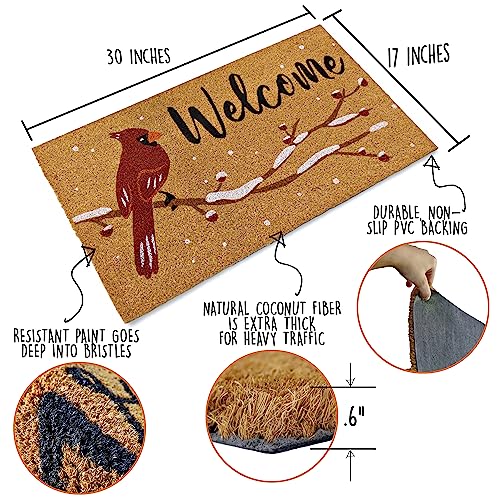 30 INCHES
17 INCHES
Welcome
DURABLE, NON-
SLIP PVC BACKING
RESISTANT PAINT GOES
DEEP INTO BRISTLES
NATURAL COCONUT FIBER
IS EXTRA THICK
FOR HEAVY TRAFFIC
.6"